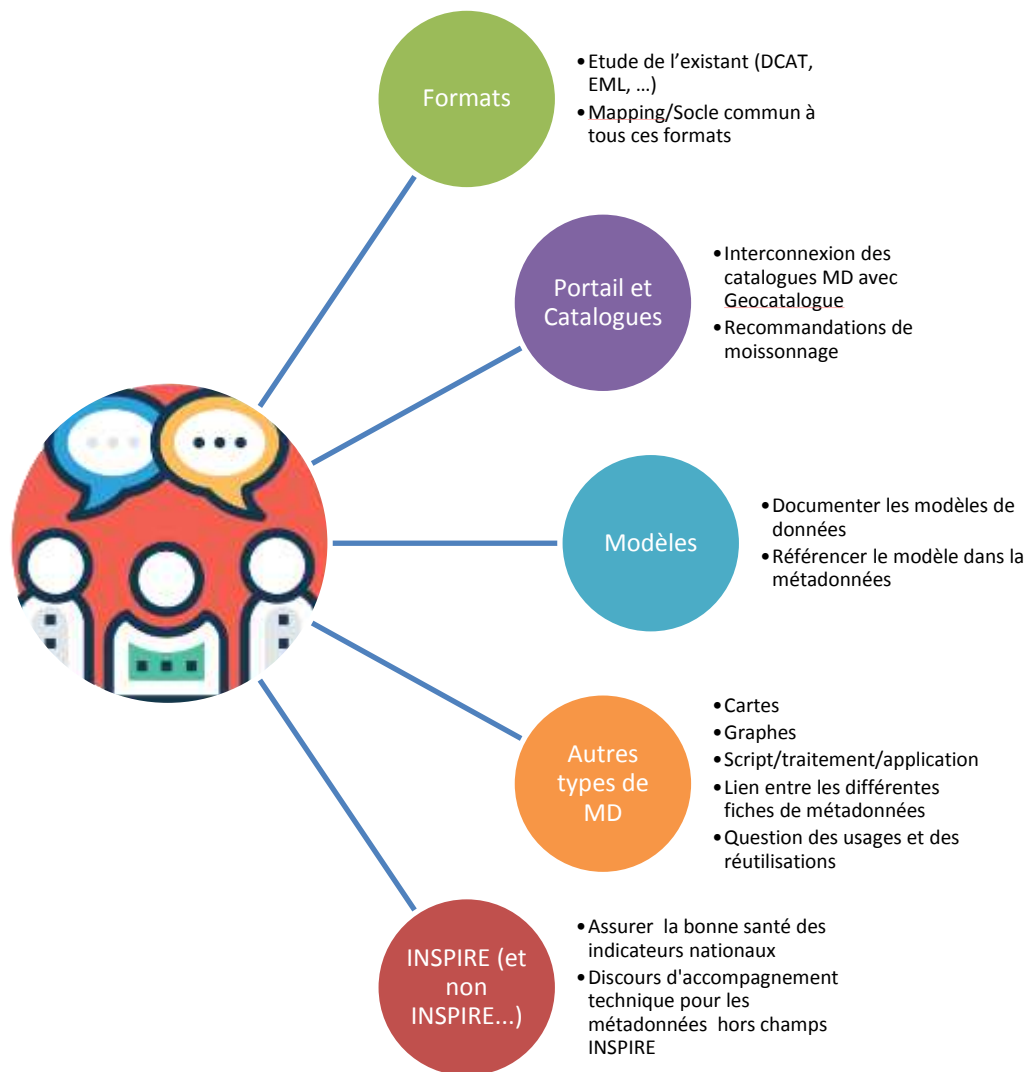 Formats
•Etude de l'existant (DCAT,
EML, ...)
•Mapping/Socle commun à
tous ces formats
Portail et
Catalogues
•Interconnexion des
catalogues MD avec
Geocatalogue
•Recommandations de
moissonnage
Modèles
•Documenter les modèles de
données
•Référencer le modèle dans la
métadonnées
Autres
types de
MD
•Cartes
•Graphes
•Script/traitement/application
•Lien entre les différentes
fiches de métadonnées
•Question des usages et des
réutilisations
INSPIRE (et
non
INSPIRE...)
•Assurer la bonne santé des
indicateurs nationaux
•Discours d'accompagnement
technique pour les
métadonnées hors champs
INSPIRE